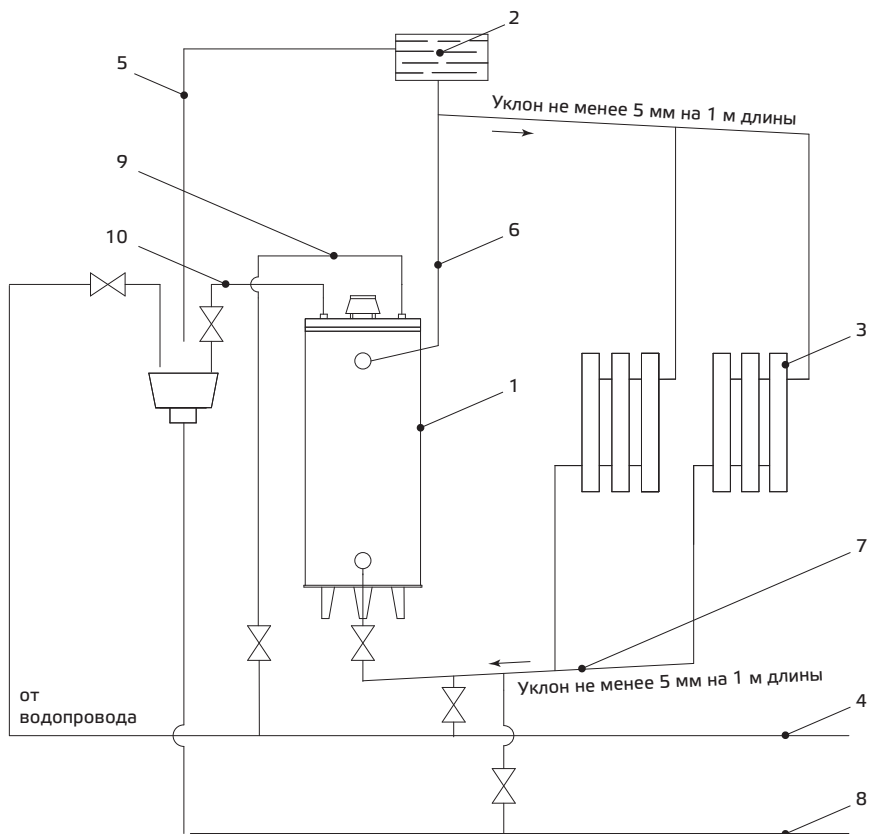 2
5
Уклон не менее 5 мм на 1 м длины
9
6
10
3
1
7
Уклон не менее 5 мм на 1 м длины
от
водопровода
4
8